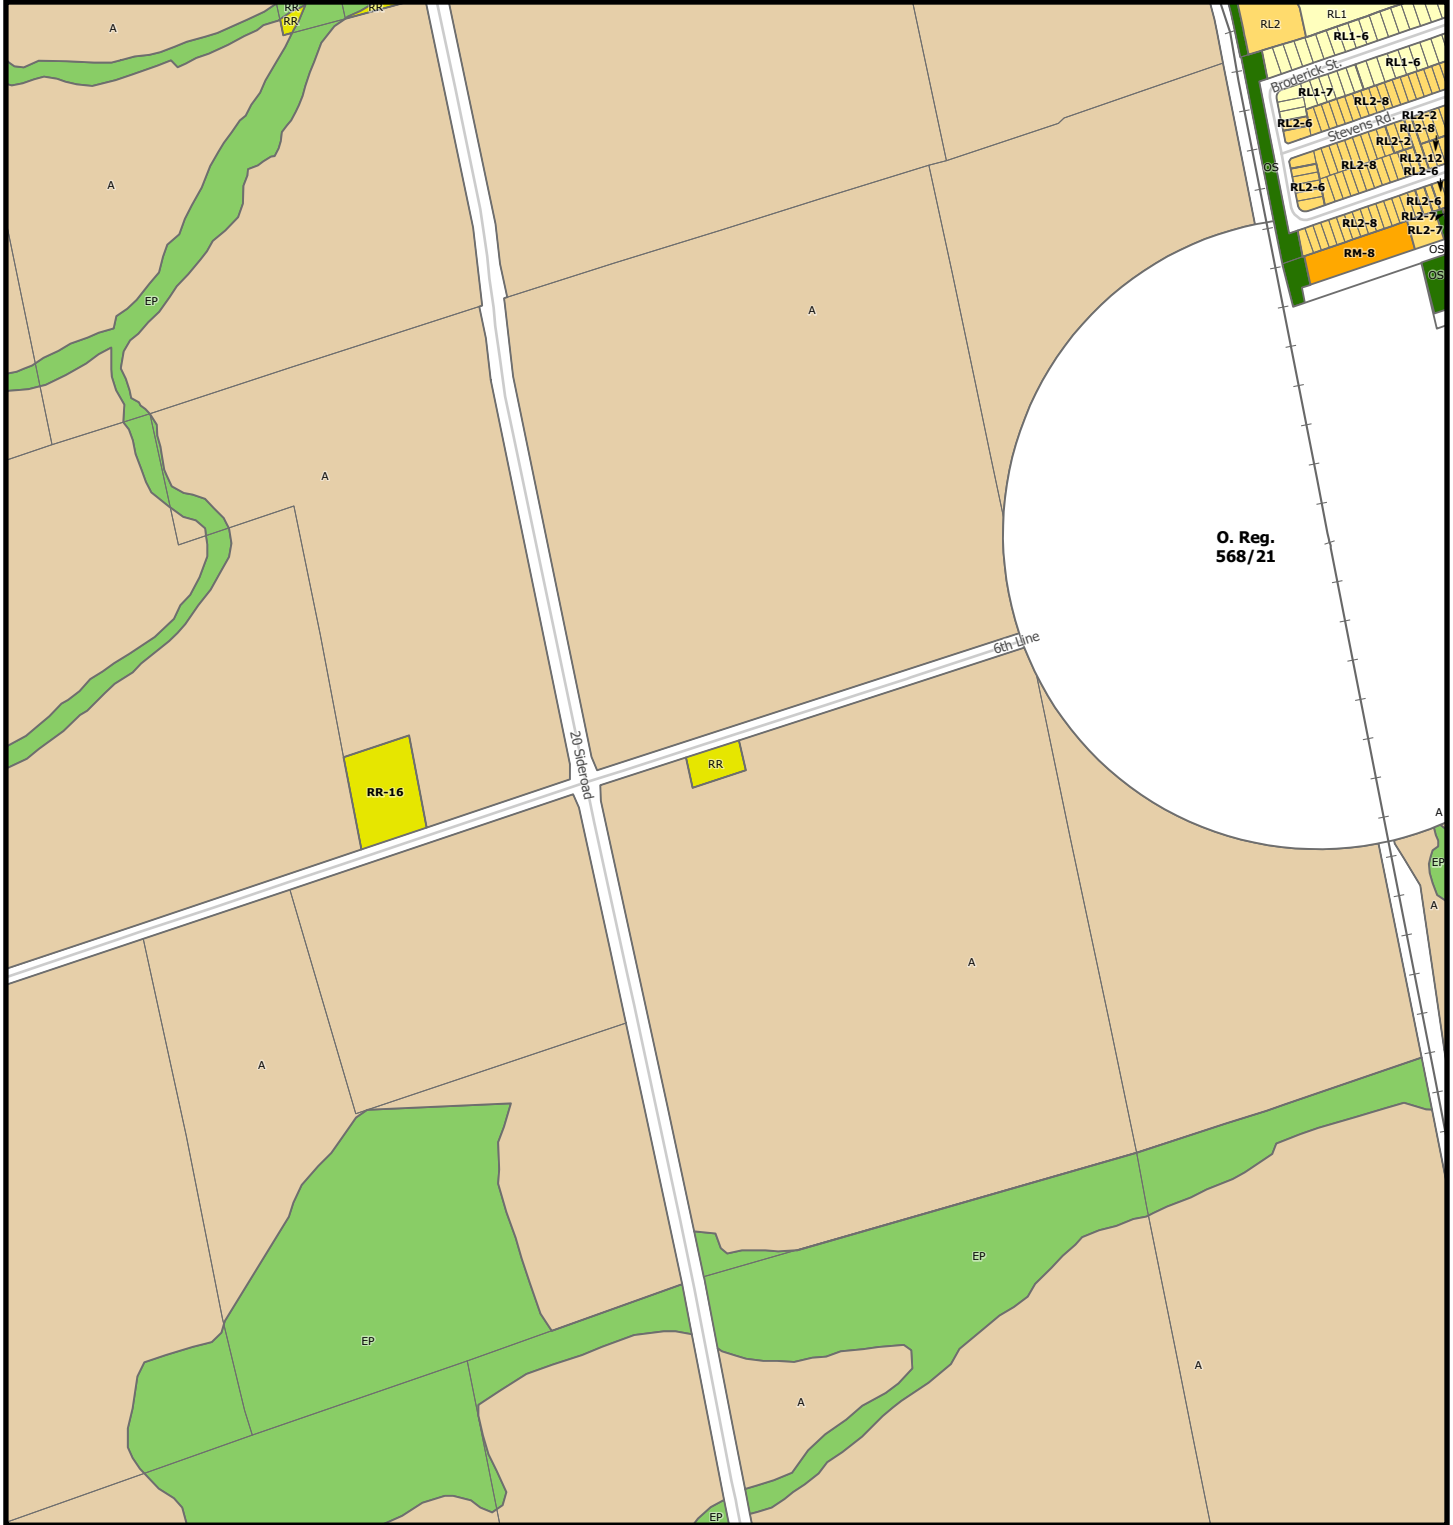 RR
RR
RR
A
RL2
RL1
RL1-6
Broderick St.
RL1-6
RL1-7
RL2-8
RL2-6
Stevens Rd.
RL2-2
RL2-8
RL2-2
RL2-12
RL2-8
RL2-6
OS
RL2-6
RL2-6
RL2-7
RL2-8
RL2-7
RM-8
OS
OS
A
EP
A
A
O. Reg.
568/21
6th Line
20 Sideroad
RR
RR-16
A
EP
A
A
A
EP
EP
A
A
EP